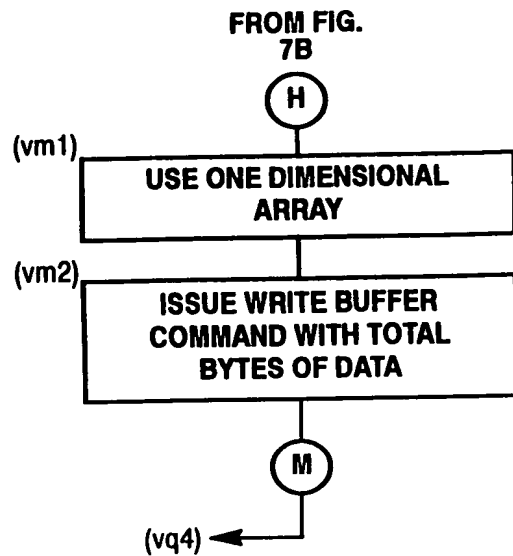 FROM FIG.
7B
H
(vm1)
USE ONE DIMENSIONAL
ARRAY
(vm2)
ISSUE WRITE BUFFER
COMMAND WITH TOTAL
BYTES OF DATA
M
(vq4)